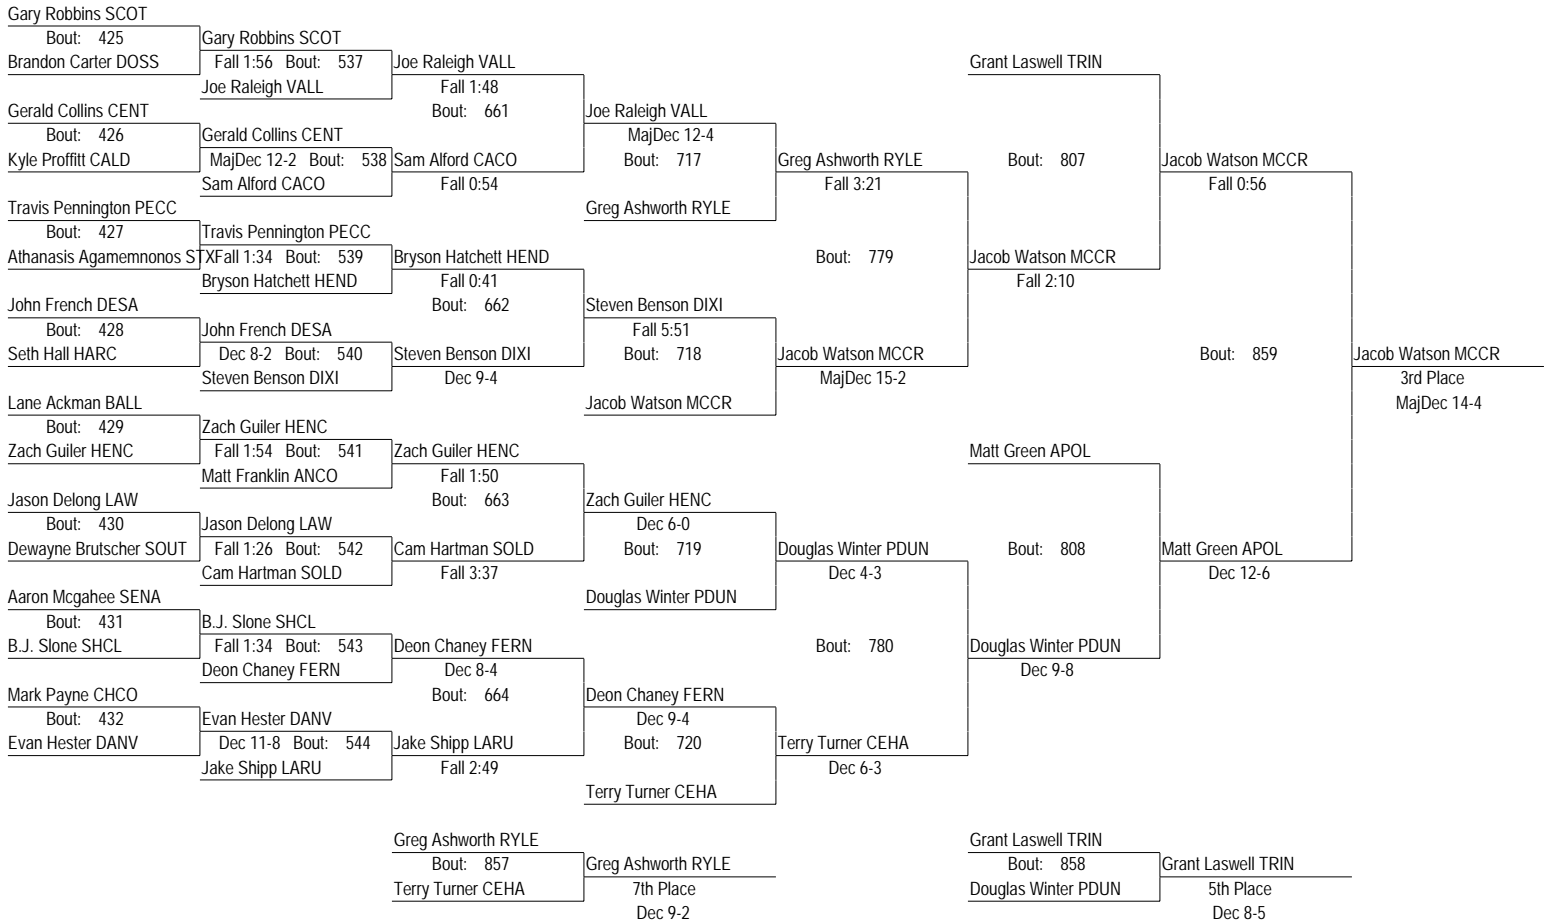 Gary Robbins SCOT
Bout: 425
Gary Robbins SCOT
Brandon Carter DOSS
Fall 1:56 Bout: 537
Joe Raleigh VALL
Grant Laswell TRIN
Joe Raleigh VALL
Fall 1:48
Gerald Collins CENT
Bout: 661
Joe Raleigh VALL
Bout: 426
Gerald Collins CENT
MajDec 12-4
Kyle Proffitt CALD
MajDec 12-2 Bout: 538
Sam Alford CACO
Bout: 717
Greg Ashworth RYLE
Bout: 807
Jacob Watson MCCR
Sam Alford CACO
Fall 0:54
Fall 3:21
Fall 0:56
Travis Pennington PECC
Greg Ashworth RYLE
Bout: 427
Travis Pennington PECC
Athanasis Agamemnonos STX
Fall 1:34 Bout: 539
Bryson Hatchett HEND
Bout: 779
Jacob Watson MCCR
Bryson Hatchett HEND
Fall 0:41
Fall 2:10
John French DESA
Bout: 662
Steven Benson DIXI
Bout: 428
John French DESA
Fall 5:51
Seth Hall HARC
Dec 8-2 Bout: 540
Steven Benson DIXI
Bout: 718
Jacob Watson MCCR
Bout: 859
Jacob Watson MCCR
Steven Benson DIXI
Dec 9-4
MajDec 15-2
3rd Place
Lane Ackman BALL
Jacob Watson MCCR
MajDec 14-4
Bout: 429
Zach Guiler HENC
Zach Guiler HENC
Fall 1:54 Bout: 541
Zach Guiler HENC
Matt Green APOL
Matt Franklin ANCO
Fall 1:50
Jason Delong LAW
Bout: 663
Zach Guiler HENC
Bout: 430
Jason Delong LAW
Dec 6-0
Dewayne Brutscher SOUT
Fall 1:26 Bout: 542
Cam Hartman SOLD
Bout: 719
Douglas Winter PDUN
Bout: 808
Matt Green APOL
Cam Hartman SOLD
Fall 3:37
Dec 4-3
Dec 12-6
Aaron Mcgahee SENA
Douglas Winter PDUN
Bout: 431
B.J. Slone SHCL
B.J. Slone SHCL
Fall 1:34 Bout: 543
Deon Chaney FERN
Bout: 780
Douglas Winter PDUN
Deon Chaney FERN
Dec 8-4
Dec 9-8
Mark Payne CHCO
Bout: 664
Deon Chaney FERN
Bout: 432
Evan Hester DANV
Dec 9-4
Evan Hester DANV
Dec 11-8 Bout: 544
Jake Shipp LARU
Bout: 720
Terry Turner CEHA
Jake Shipp LARU
Fall 2:49
Dec 6-3
Terry Turner CEHA
Greg Ashworth RYLE
Bout: 857
Greg Ashworth RYLE
Terry Turner CEHA
7th Place
Dec 9-2
Grant Laswell TRIN
Bout: 858
Grant Laswell TRIN
Douglas Winter PDUN
5th Place
Dec 8-5